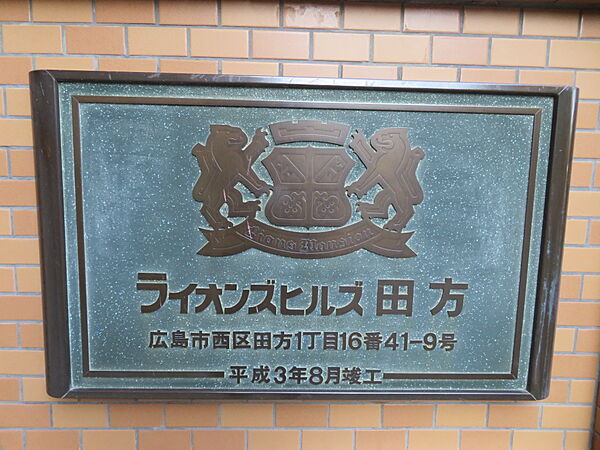 Lions Mansion
ライオンズヒルズ田方
広島市西区田方1丁目16番41-9号
平成3年8月竣工